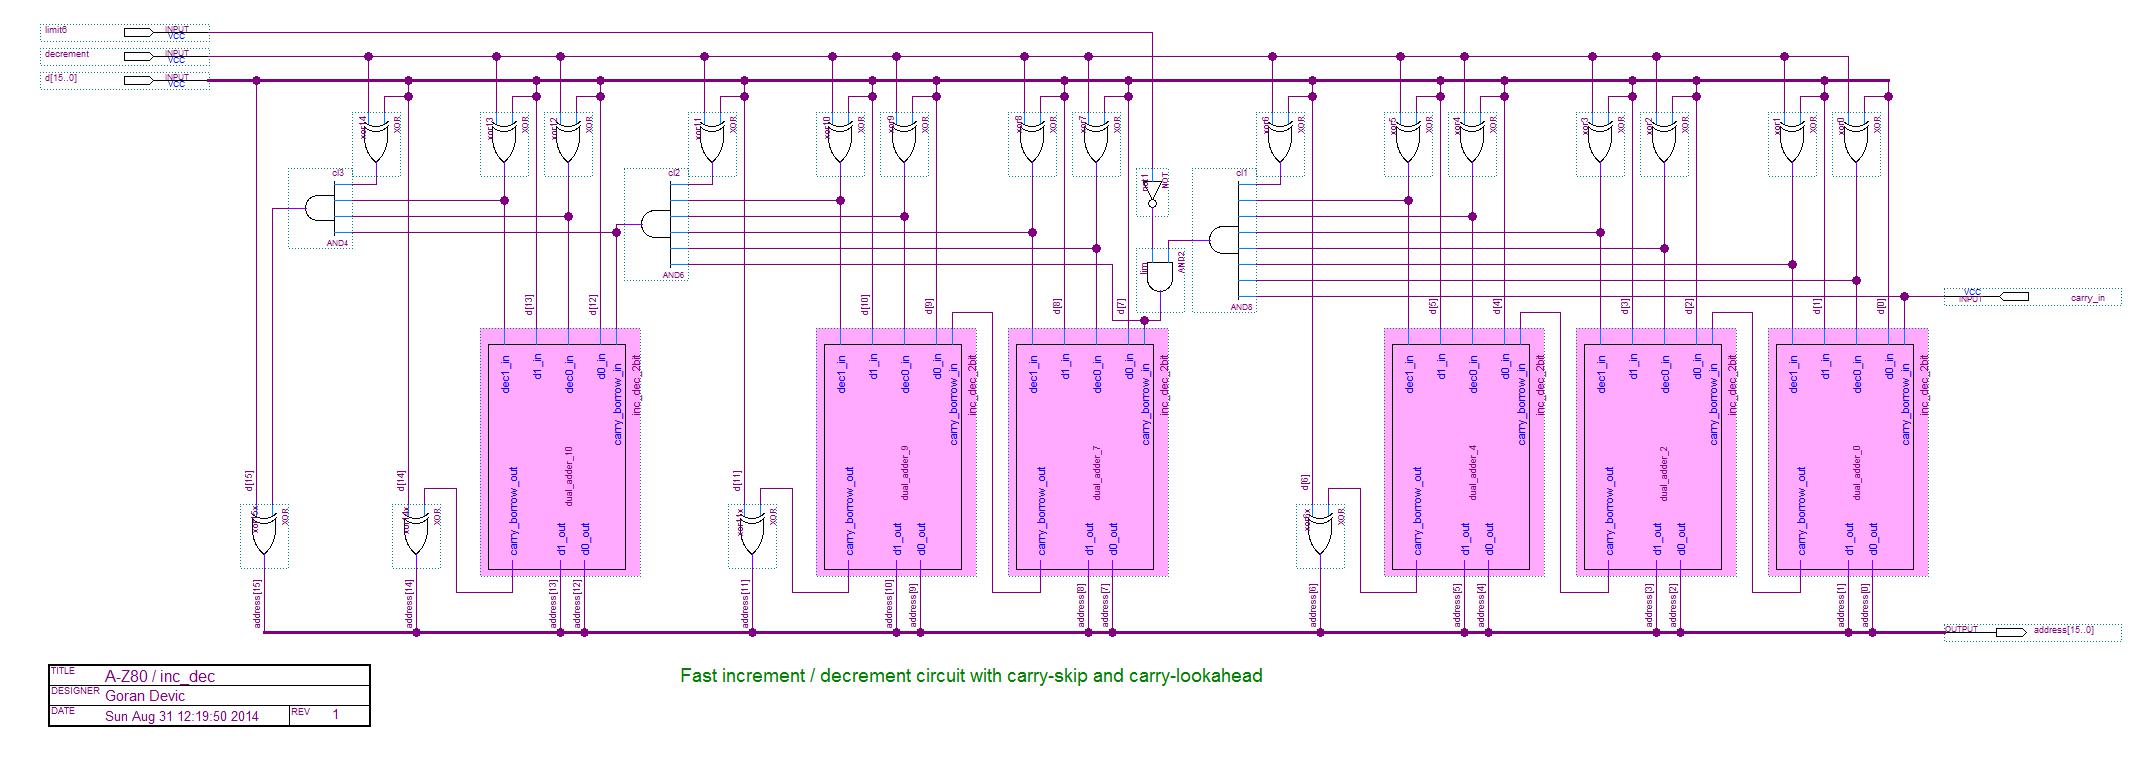 limit6 INPUT VCC
decrement INPUT VCC
d[15..0] INPUT VCC
xor14 XOR xor13 XOR xor12 XOR xor11 XOR xor10 XOR xor9 XOR xor8 XOR xor7 XOR xor6 XOR xor5 XOR xor4 XOR xor3 XOR xor2 XOR xor1 XOR xor0 XOR
cl3 cl2 not1 NOT cl1
AND4 AND6 lim AND2 AND8
VCC INPUT carry_in
d[13] d[12] d[10] d[9] d[8] d[7] d[5] d[4] d[3] d[2] d[1] d[0]
dec1_in d1_in dec0_in d0_in carry_borrow_in inc_dec_2bit
dec1_in d1_in dec0_in d0_in carry_borrow_in inc_dec_2bit
dec1_in d1_in dec0_in d0_in carry_borrow_in inc_dec_2bit
dec1_in d1_in dec0_in d0_in carry_borrow_in inc_dec_2bit
dec1_in d1_in dec0_in d0_in carry_borrow_in inc_dec_2bit
dec1_in d1_in dec0_in d0_in carry_borrow_in inc_dec_2bit
d[15] d[14] d[11] d[6]
XOR XOR XOR XOR
carry_borrow_out dual_adder_10 d1_out d0_out
carry_borrow_out dual_adder_9 d1_out d0_out
carry_borrow_out dual_adder_7 d1_out d0_out
carry_borrow_out dual_adder_4 d1_out d0_out
carry_borrow_out dual_adder_2 d1_out d0_out
carry_borrow_out dual_adder_0 d1_out d0_out
address[15] address[14] address[13] address[12] address[11] address[10] address[9] address[8] address[7] address[6] address[5] address[4] address[3] address[2] address[1] address[0]
OUTPUT address[15..0]
TITLE A-Z80 / inc_dec
DESIGNER Goran Devic
DATE Sun Aug 31 12:19:50 2014 REV 1
Fast increment / decrement circuit with carry-skip and carry-lookahead